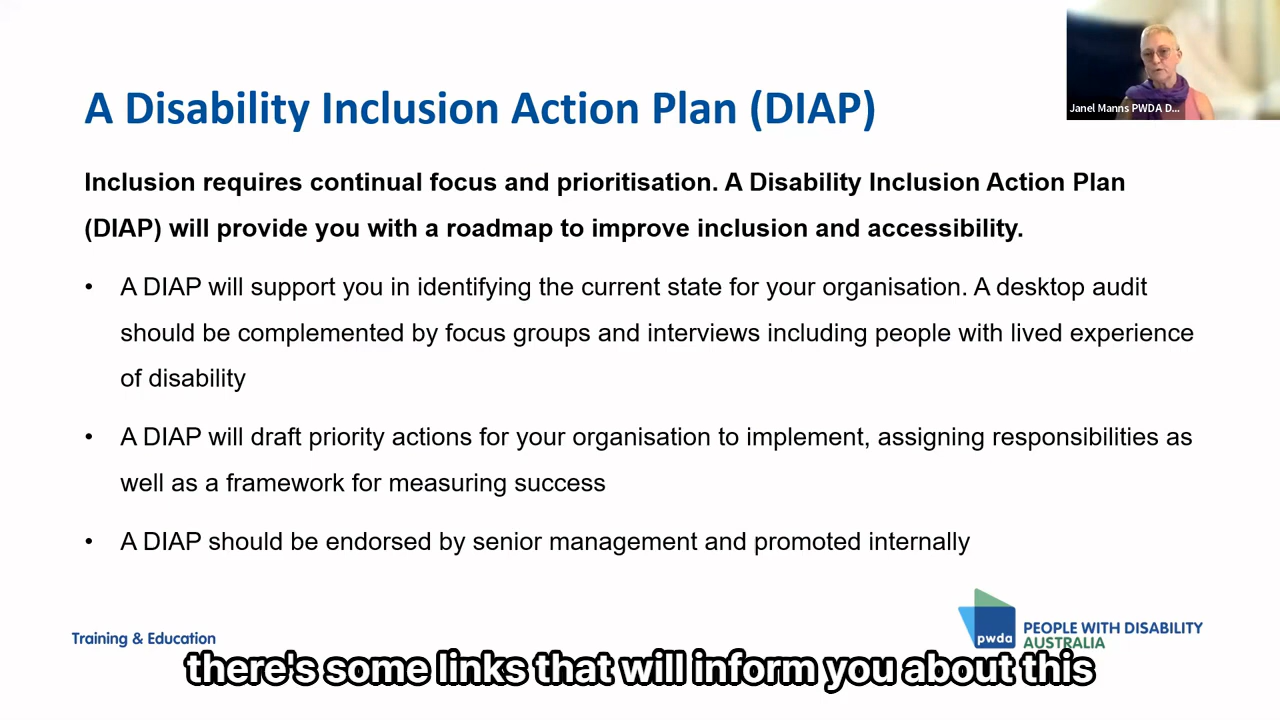 A Disability Inclusion Action Plan (DIAP)
Janel Manns PWDA D...
Inclusion requires continual focus and prioritisation. A Disability Inclusion Action Plan
(DIAP) will provide you with a roadmap to improve inclusion and accessibility.
• A DIAP will support you in identifying the current state for your organisation. A desktop audit
should be complemented by focus groups and interviews including people with lived experience
of disability
• A DIAP will draft priority actions for your organisation to implement, assigning responsibilities as
well as a framework for measuring success
• A DIAP should be endorsed by senior management and promoted internally
Training & Education
pwda
PEOPLE WITH DISABILITY
AUSTRALIA
there's some links that will inform you about this